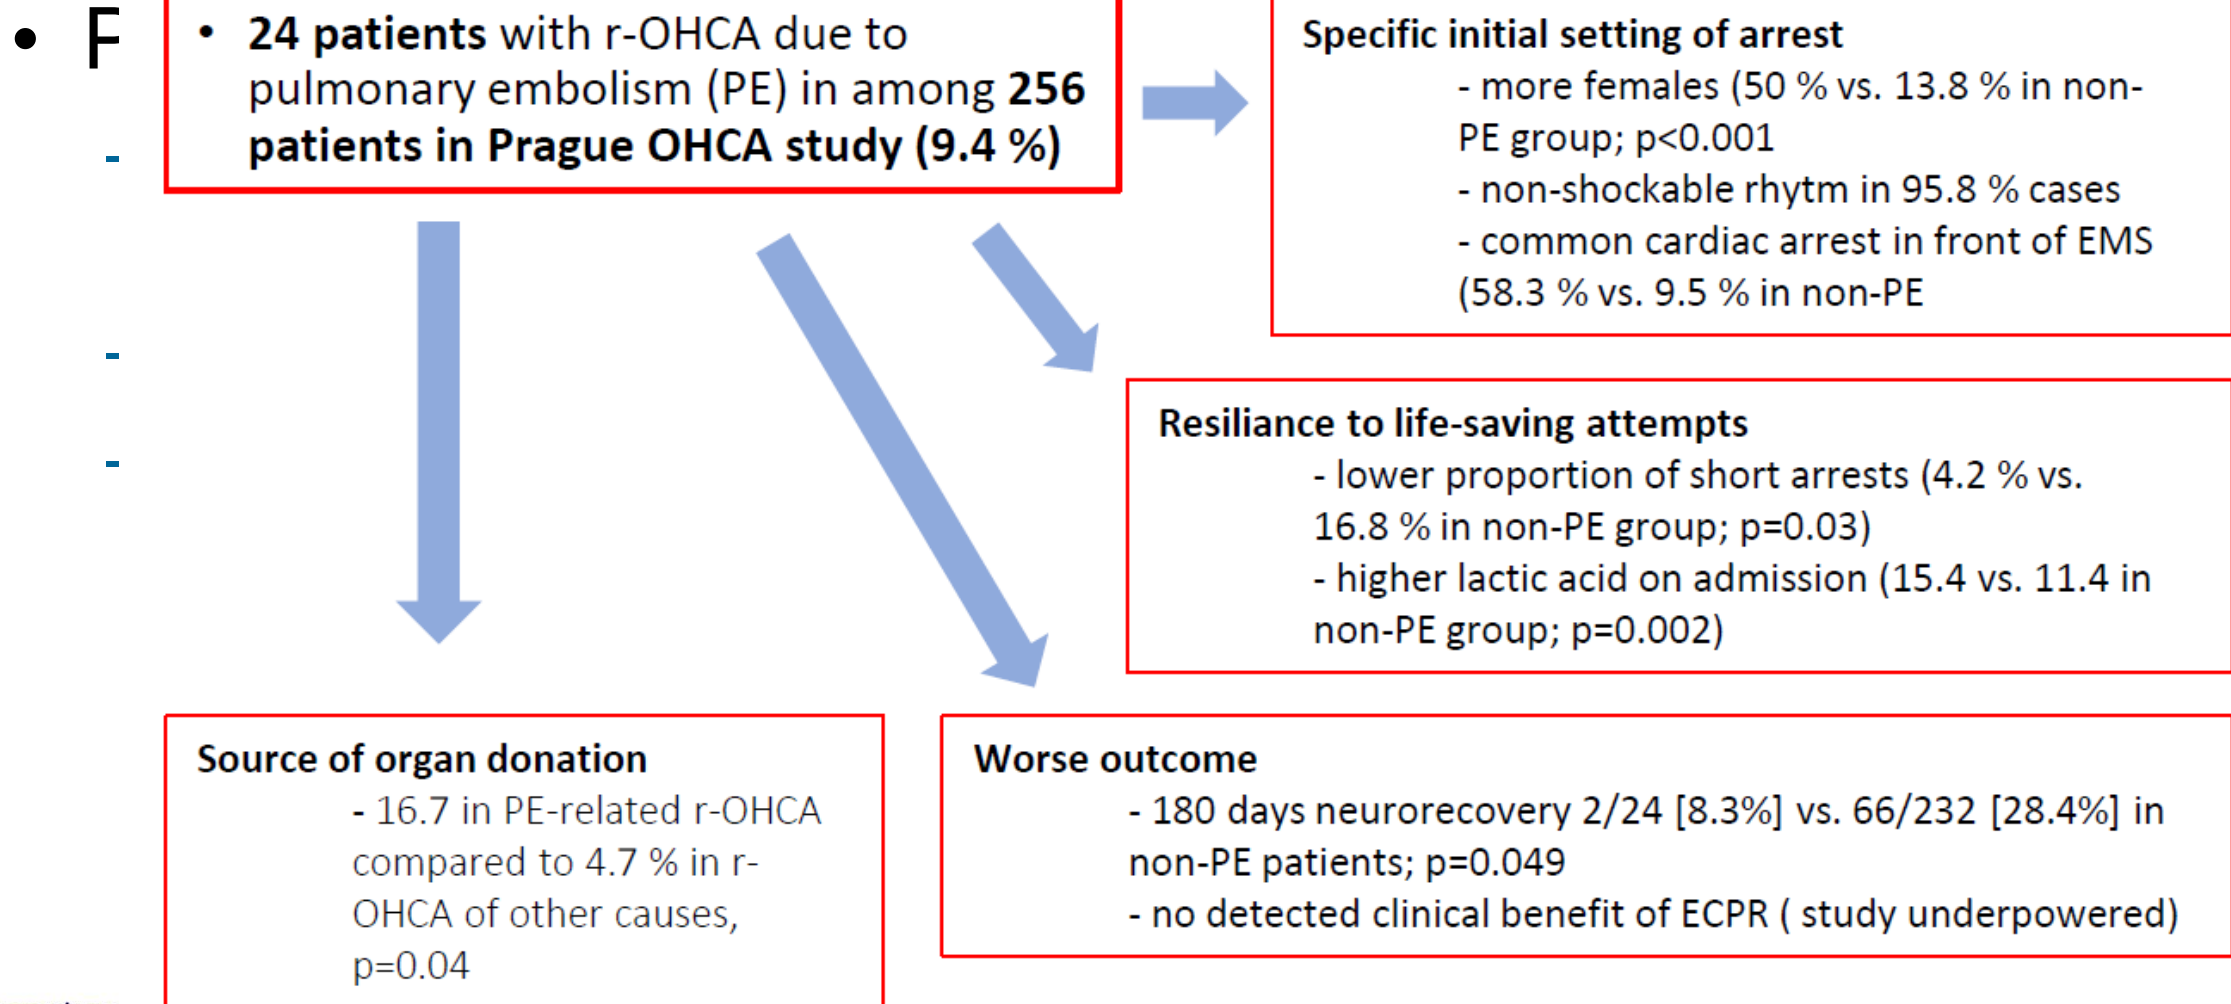 • F
• 24 patients with r-OHCA due to
pulmonary embolism (PE) in among 256
patients in Prague OHCA study (9.4 %)
Specific initial setting of arrest
- more females (50 % vs. 13.8 % in non-
PE group; p<0.001
- non-shockable rhytm in 95.8 % cases
- common cardiac arrest in front of EMS
(58.3 % vs. 9.5 % in non-PE
-
-
-
Resiliance to life-saving attempts
- lower proportion of short arrests (4.2 % vs.
16.8 % in non-PE group; p=0.03)
- higher lactic acid on admission (15.4 vs. 11.4 in
non-PE group; p=0.002)
Source of organ donation
- 16.7 in PE-related r-OHCA
compared to 4.7 % in r-
OHCA of other causes,
p=0.04
Worse outcome
- 180 days neurorecovery 2/24 [8.3%] vs. 66/232 [28.4%] in
non-PE patients; p=0.049
- no detected clinical benefit of ECPR ( study underpowered)